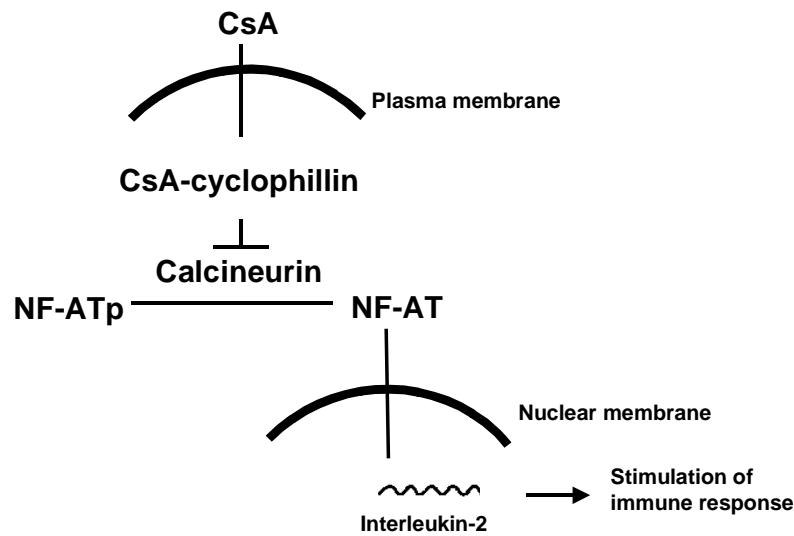 CsA
Plasma membrane
CsA-cyclophillin
Calcineurin
NF-ATp
NF-AT
Nuclear membrane
Stimulation of
immune response
Interleukin-2